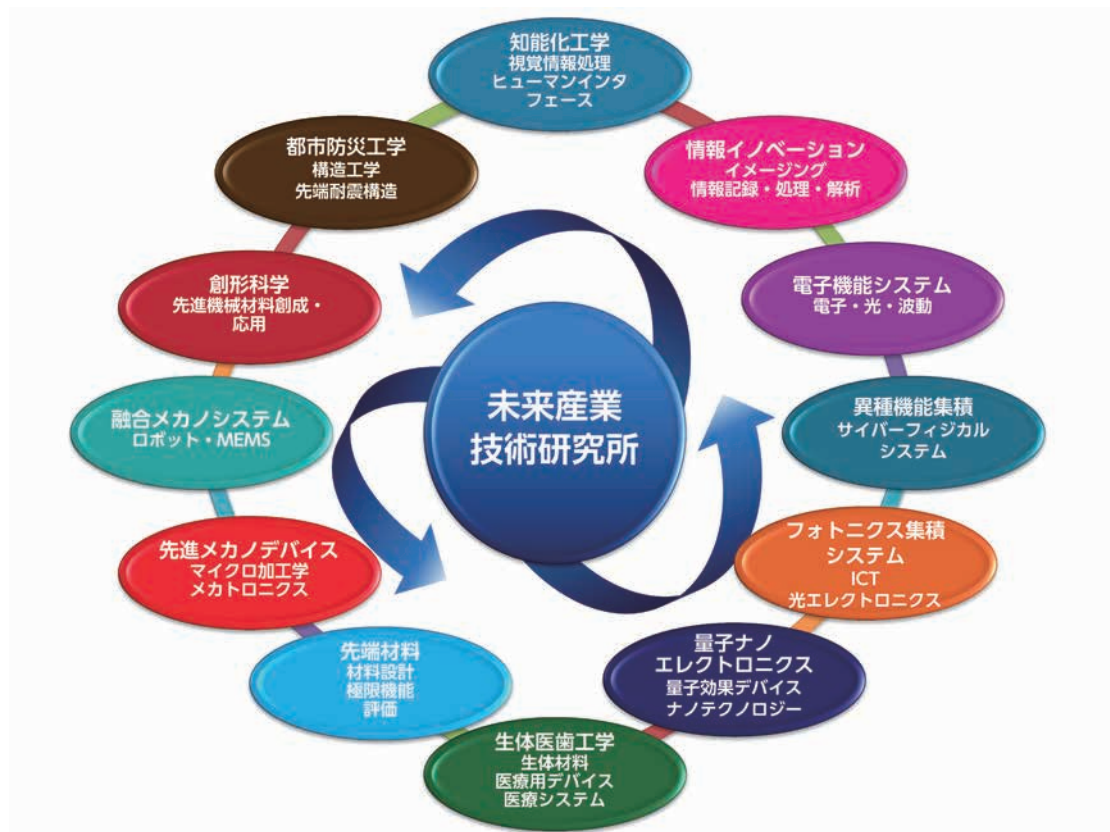 知能化工学
視覚情報処理
ヒューマンインタ
フェース
情報イノベーション
イメージング
情報記録・処理・解析
電子機能システム
電子・光・波動
異種機能集積
サイバーフィジカル
システム
フォトニクス集積
システム
ICT
光エレクトロニクス
量子ナノ
エレクトロニクス
量子効果デバイス
ナノテクノロジー
生体医歯工学
生体材料
医療用デバイス
医療システム
先端材料
材料設計
極限機能
評価
先進メカノデバイス
マイクロ加工学
メカトロニクス
融合メカノシステム
ロボット・MEMS
創形科学
先進機械材料創成・
応用
都市防災工学
構造工学
先端耐震構造
未来産業
技術研究所